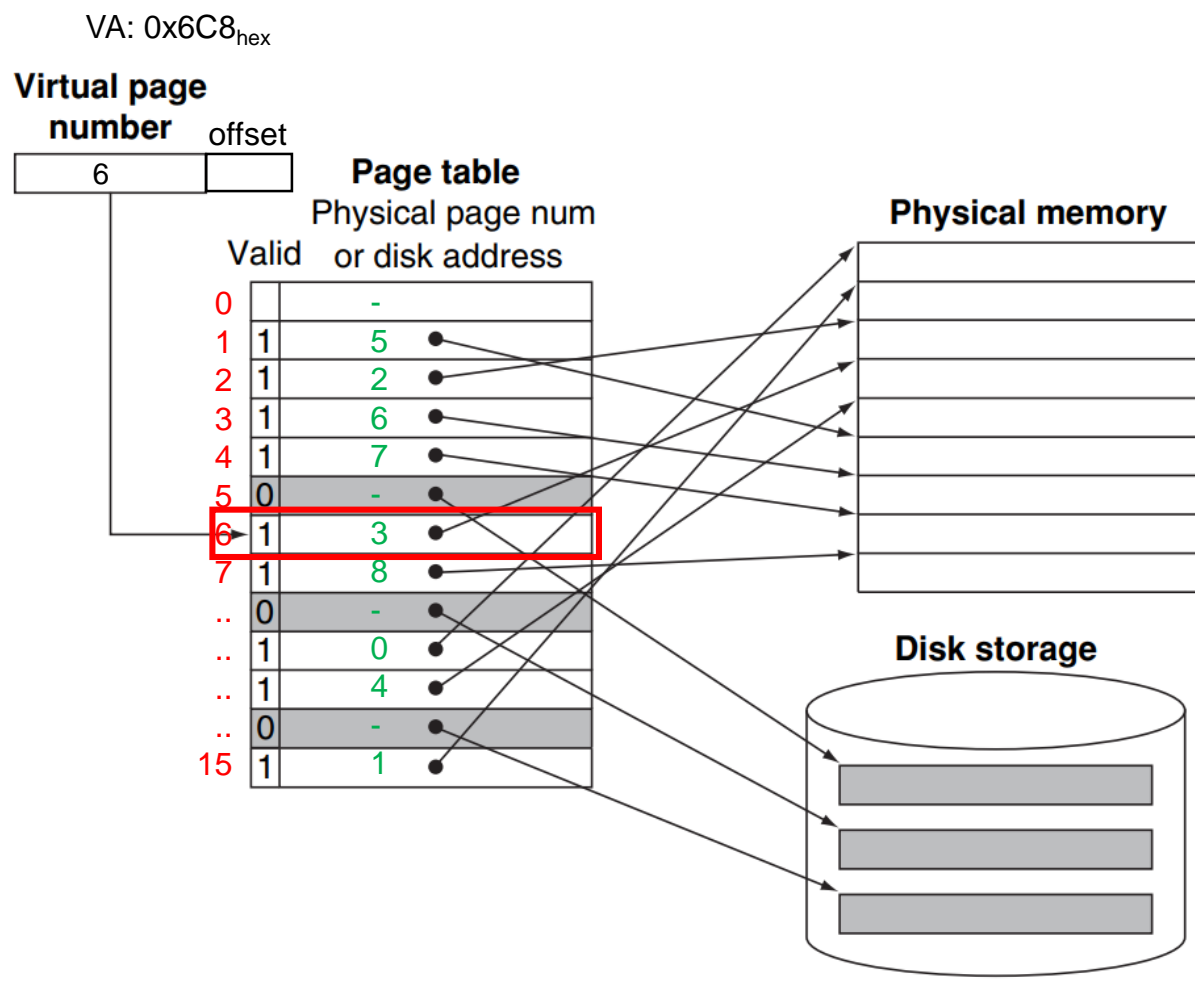 VA: 0x6C8hex
Virtual page
number
offset
6
Page table
Physical page num
or disk address
Valid
Physical memory
0 -
1 1 5
2 1 2
3 1 6
4 1 7
5 0 -
6 1 3
7 1 8
.. 0 -
.. 1 0
.. 1 4
.. 0 -
15 1 1
Disk storage